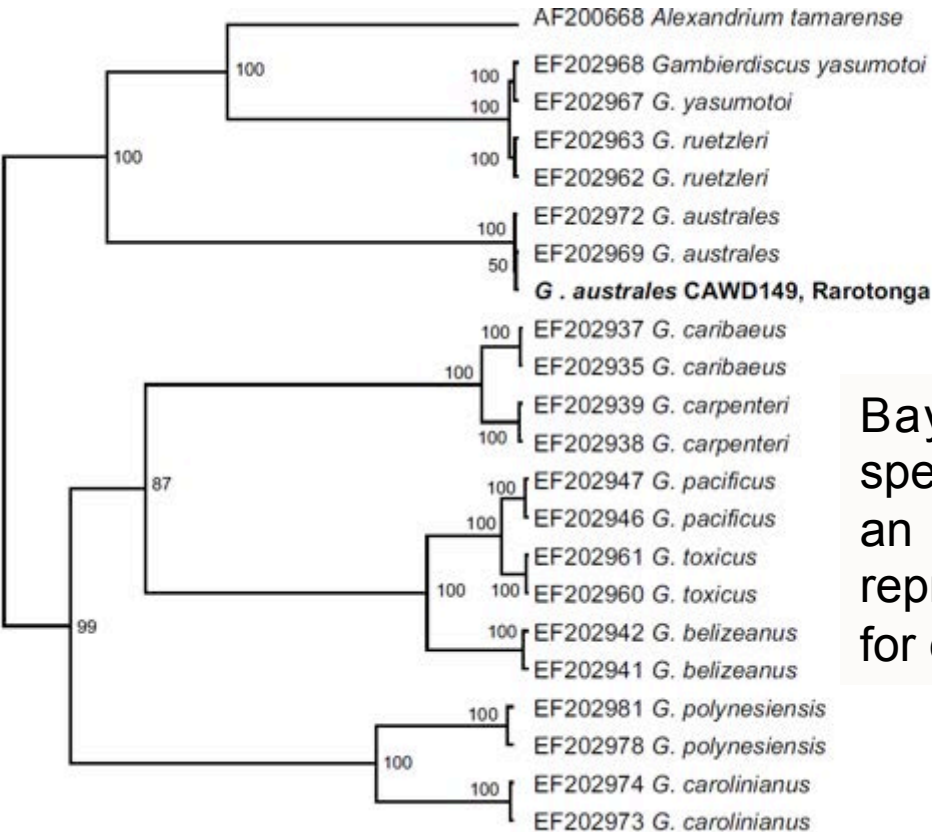 AF200668 Alexandrium tamarense
100
EF202968 Gambierdiscus yasumotoi
100
EF202967 G. yasumotoi
100
EF202963 G. ruetzleri
100
EF202962 G. ruetzleri
100
EF202972 G. australes
100
EF202969 G. australes
50
G . australes CAWD149, Rarotonga
EF202937 G. caribaeus
100
EF202935 G. caribaeus
100
EF202939 G. carpenteri
100
EF202938 G. carpenteri
87
EF202947 G. pacificus
100
EF202946 G. pacificus
100
EF202961 G. toxicus
100
100
EF202960 G. toxicus
99
EF202942 G. belizeanus
100
EF202941 G. belizeanus
EF202981 G. polynesiensis
100
EF202978 G. polynesiensis
100
EF202974 G. carolinianus
100
EF202973 G. carolinianus
Bay
spe
an
rep
for